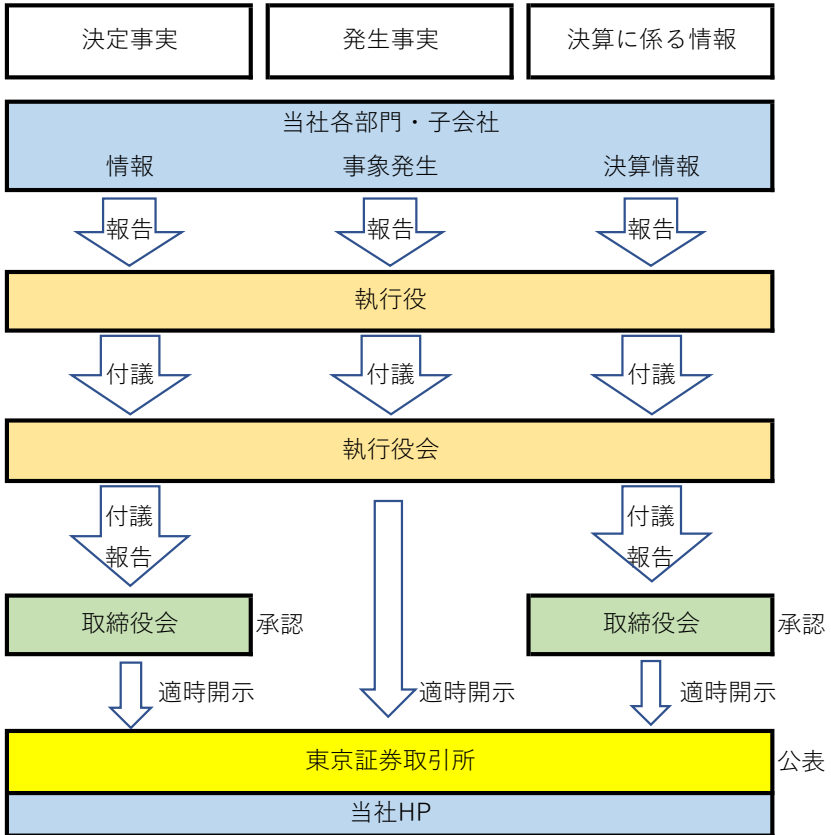 決定事実
発生事実
決算に係る情報
当社各部門・子会社
情報
事象発生
決算情報
報告
報告
報告
執行役
付議
付議
付議
執行役会
付議
報告
付議
報告
取締役会
承認
取締役会
承認
適時開示
適時開示
適時開示
東京証券取引所
公表
当社HP